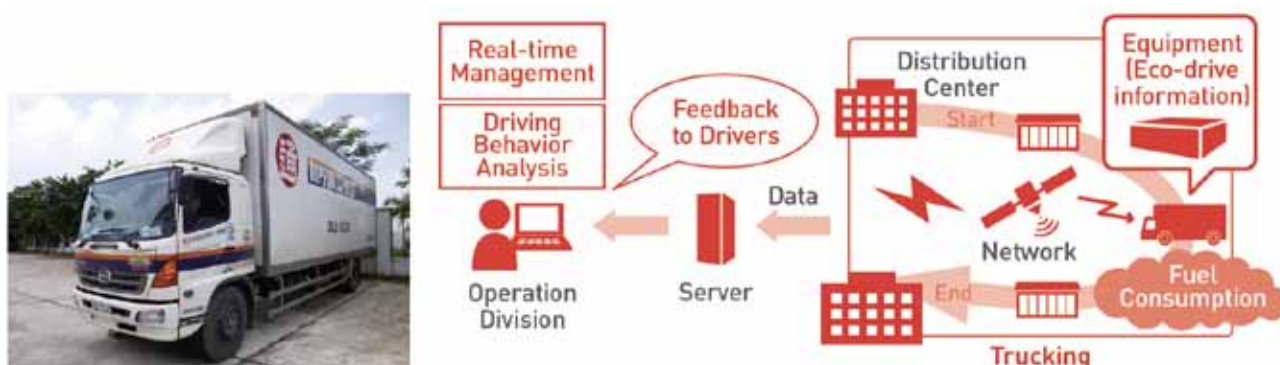 Real-time
Management
Driving
Behavior
Analysis
Feedback
to Drivers
Operation
Division
Server
Data
Distribution
Center
Start
Equipment
(Eco-drive
information)
Network
Fuel
Consumption
End
Trucking